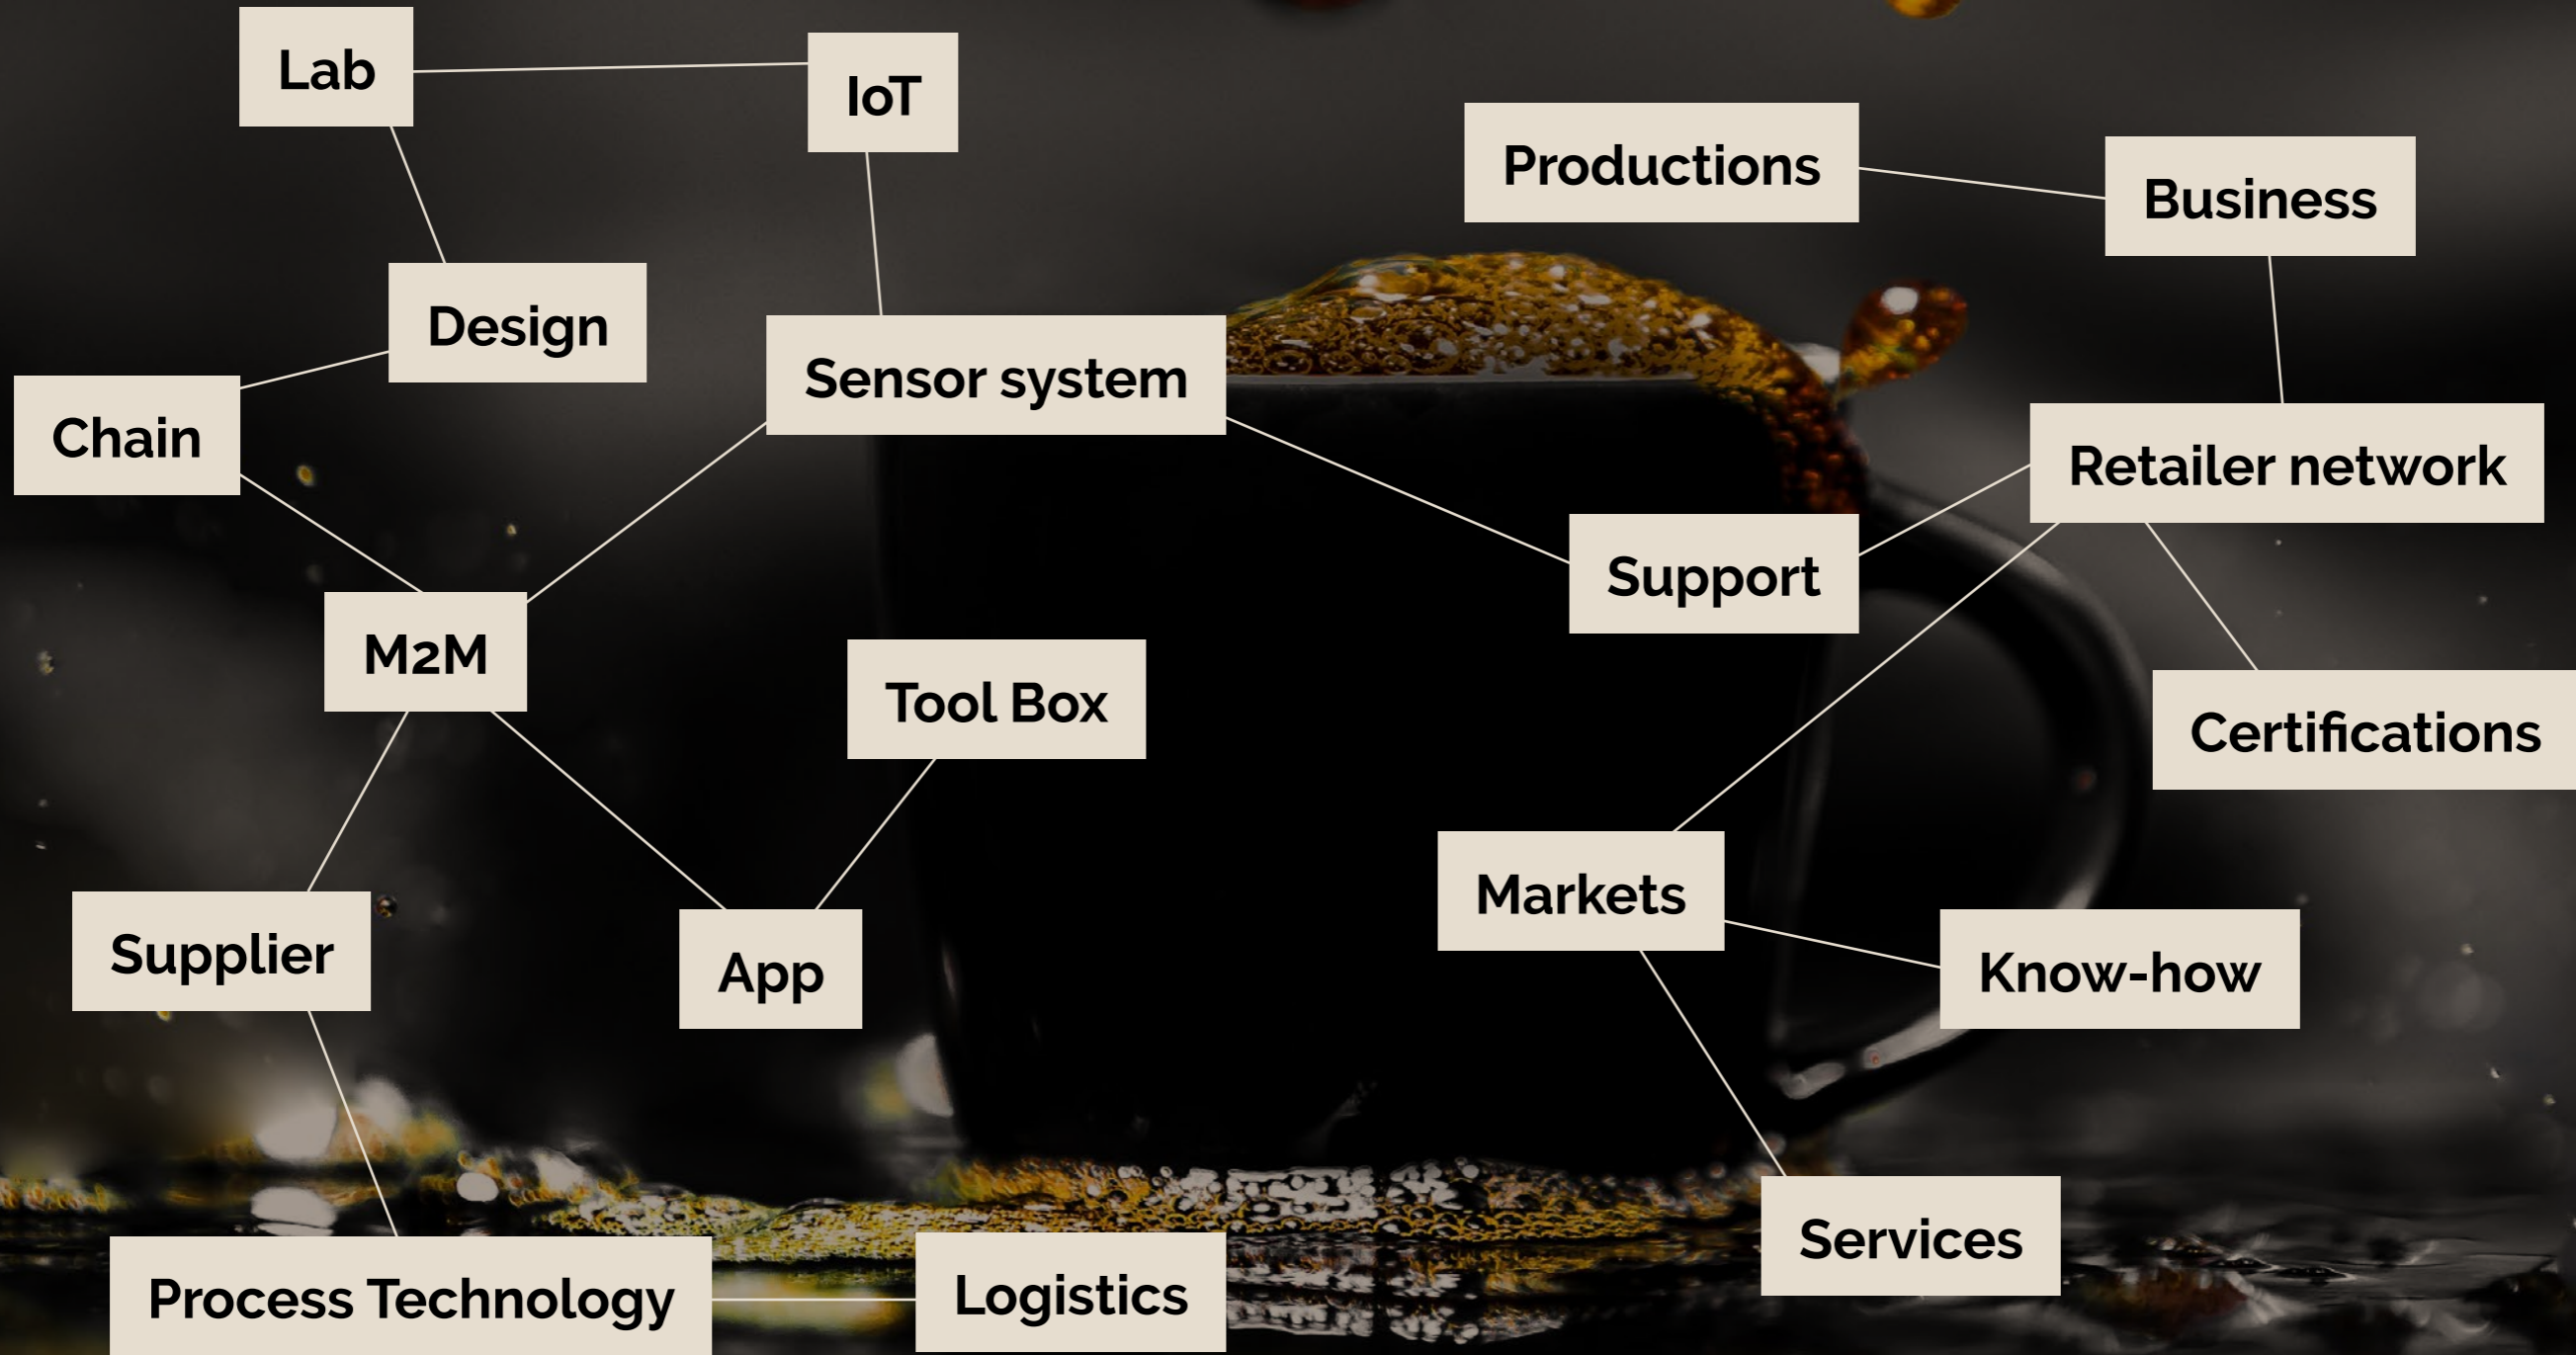 Lab
IoT
Productions
Business
Design
Sensor system
Chain
Retailer network
Support
M2M
Tool Box
Certifications
Markets
Supplier
App
Know-how
Services
Process Technology
Logistics